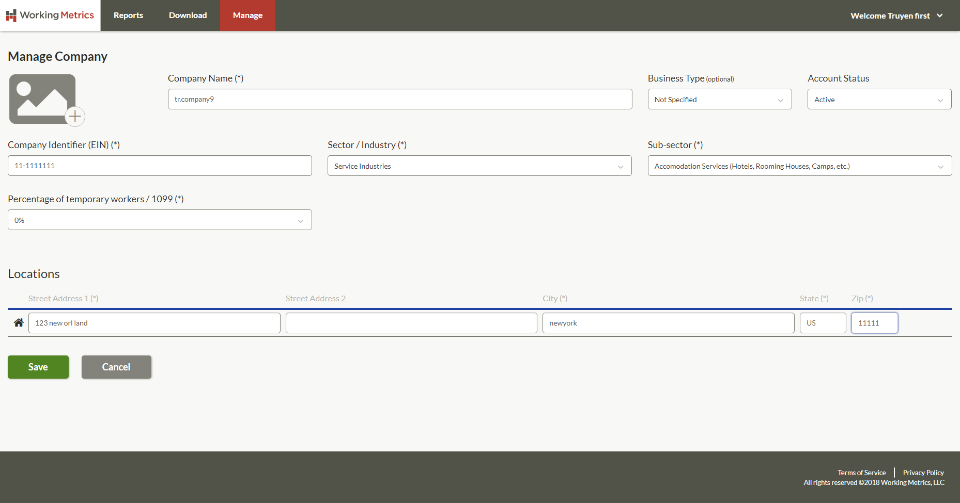 Working Metrics Reports Download Manage Welcome Truyen first
Manage Company
Company Name (*) Business Type (optional) Account Status
tr.company9 Not Specified Active
Company Identifier (EIN) (*) Sector / Industry (*) Sub-sector (*)
11-1111111 Service Industries Accomodation Services (Hotels, Rooming Houses, Camps, etc.)
Percentage of temporary workers / 1099 (*)
0%
Locations
Street Address 1 (*) Street Address 2 City (*) State (*) Zip (*)
123 new orl land newyork US 11111
Save Cancel
Terms of Service Privacy Policy
All rights reserved ©2018 Working Metrics, LLC